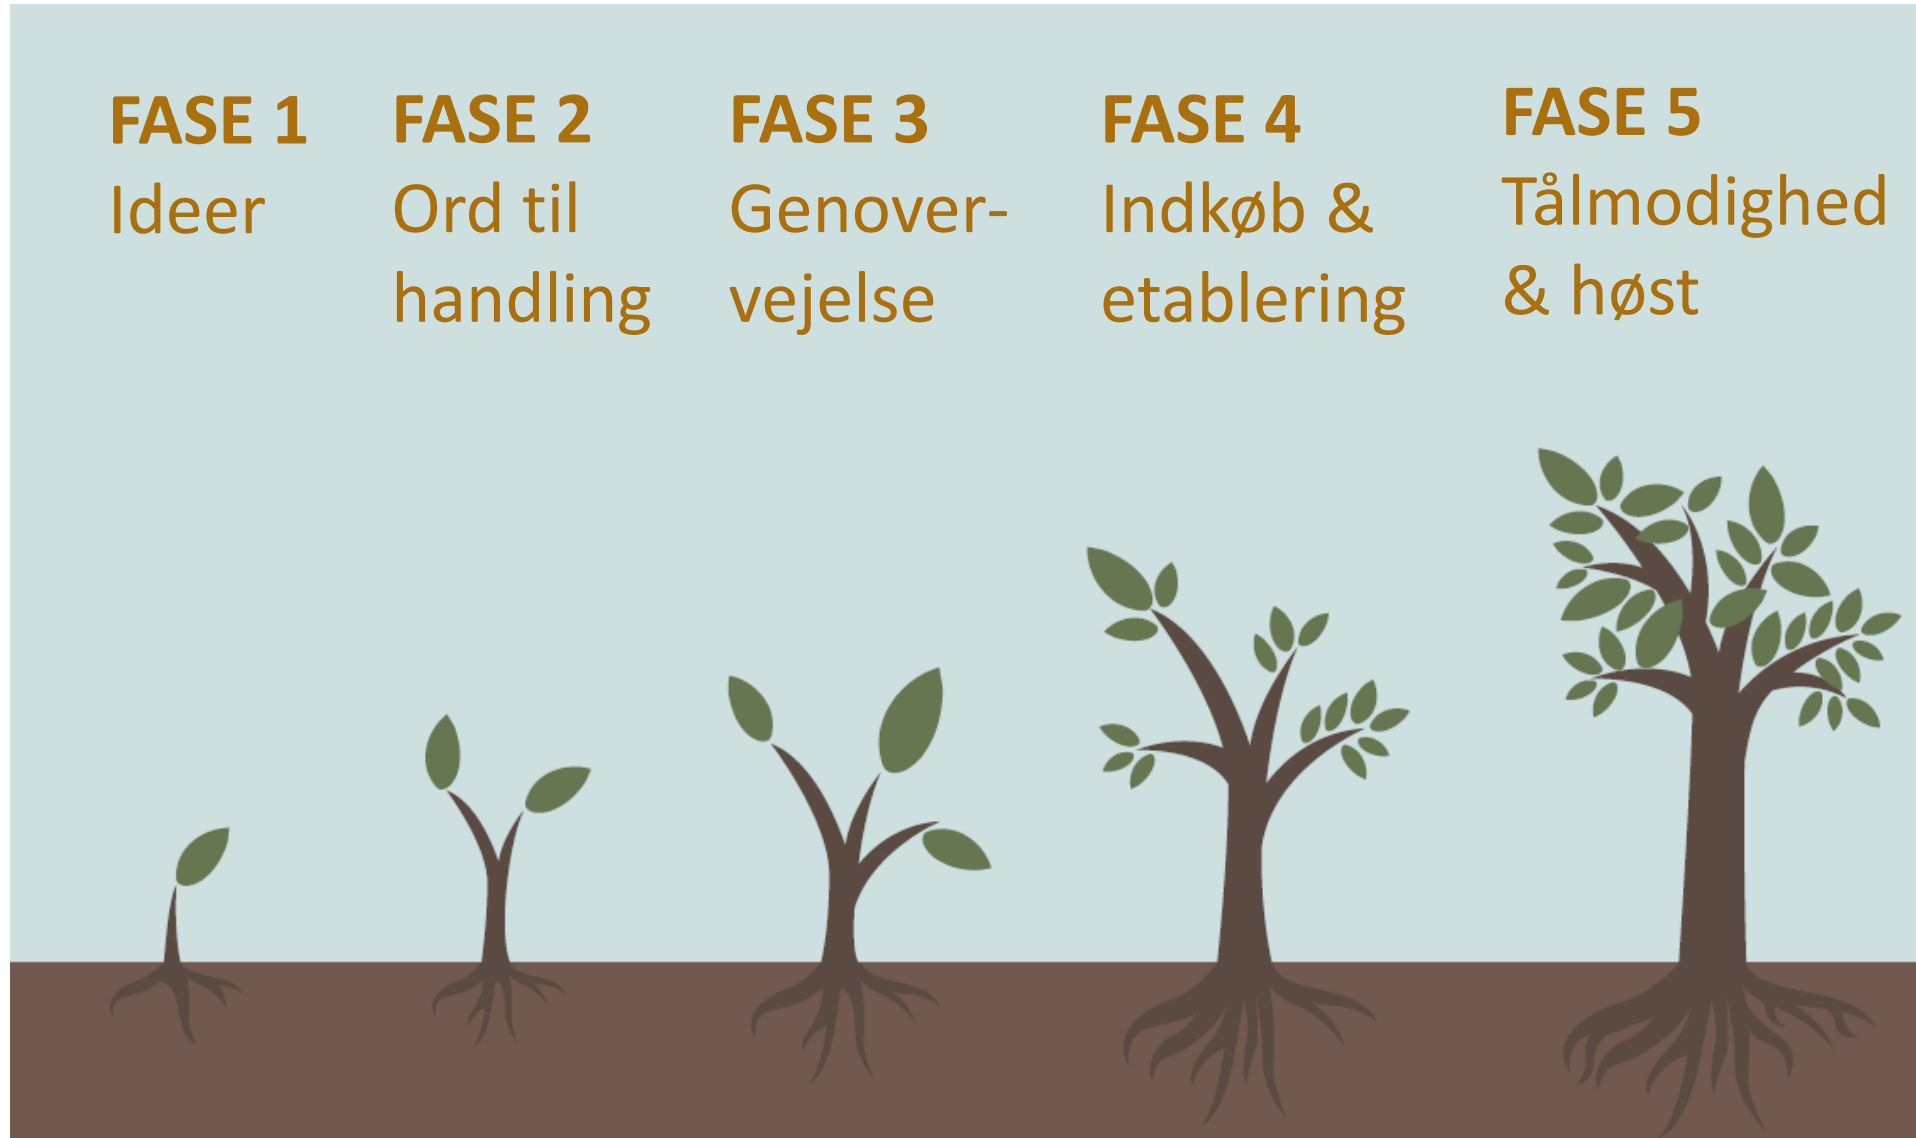 FASE 1
Ideer
FASE 2
Ord til
handling
FASE 3
Genover-
vejelse
FASE 4
Indkøb &
etablering
FASE 5
Tålmodighed
& høst